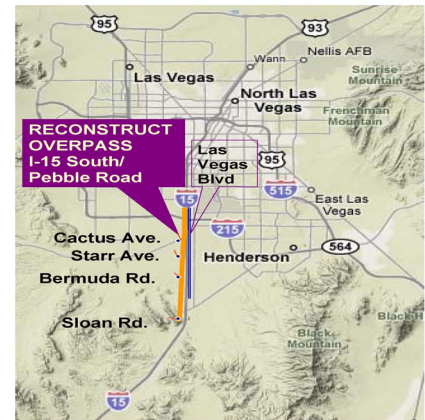 95
93
Nellis AFB
Wann
Las Vegas
Sunrise
Mountain
North Las
Vegas
Frenchman
Mountain
RECONSTRUCT
OVERPASS
I-15 South/
Pebble Road
Las
Vegas
Blvd
95
515
15
East Las
Vegas
215
Cactus Ave.
Starr Ave.
564
Henderson
Bermuda Rd.
Sloan Rd.
Black
Mountain
Black H
15